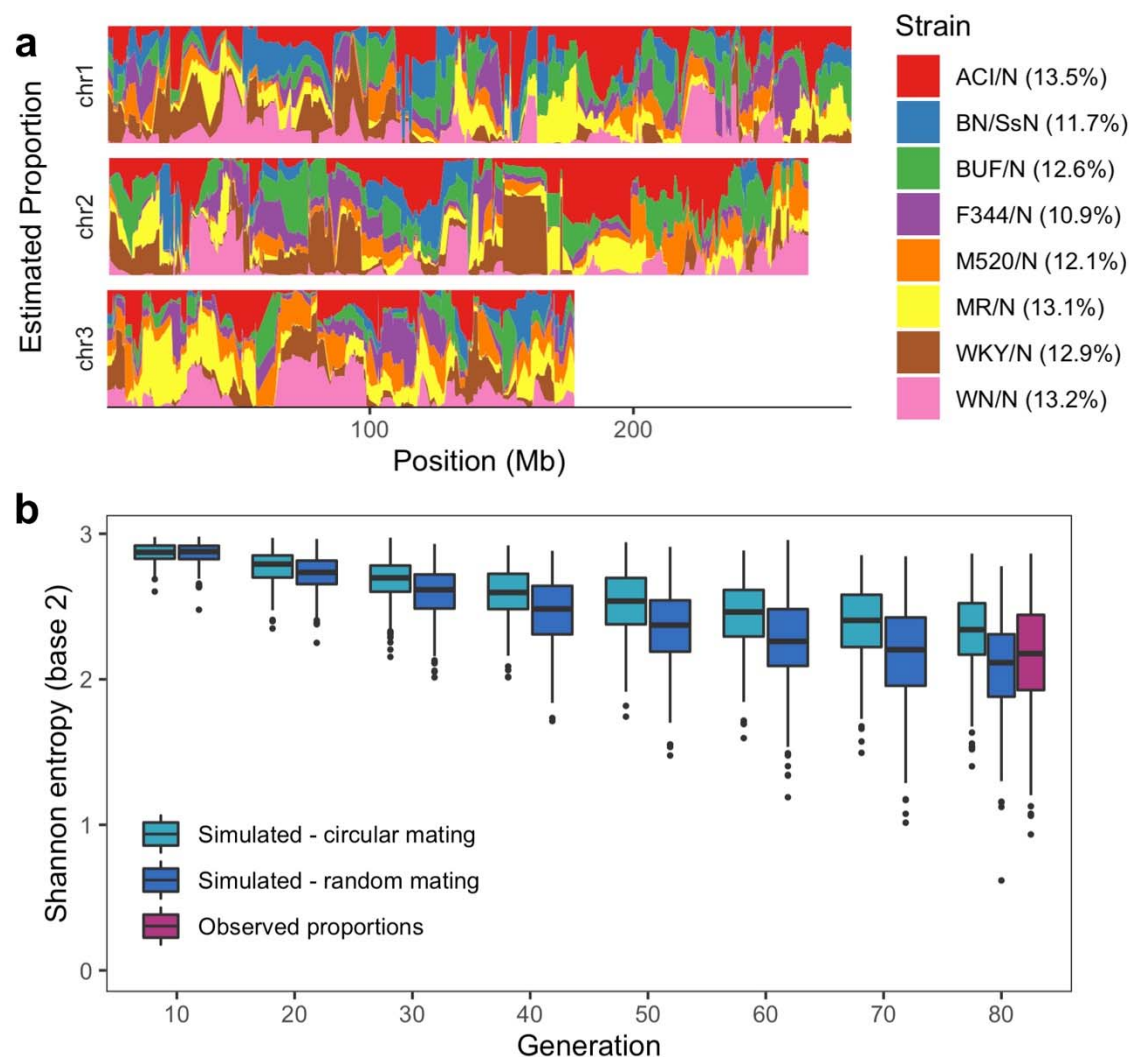 a
Estimated Proportion
chr1
chr2
chr3
100
200
Position (Mb)
Strain
ACI/N (13.5%)
BN/SsN (11.7%)
BUF/N (12.6%)
F344/N (10.9%)
M520/N (12.1%)
MR/N (13.1%)
WKY/N (12.9%)
WN/N (13.2%)
b
Shannon entropy (base 2)
3
2
1
0
Simulated - circular mating
Simulated - random mating
Observed proportions
10 20 30 40 50 60 70 80
Generation